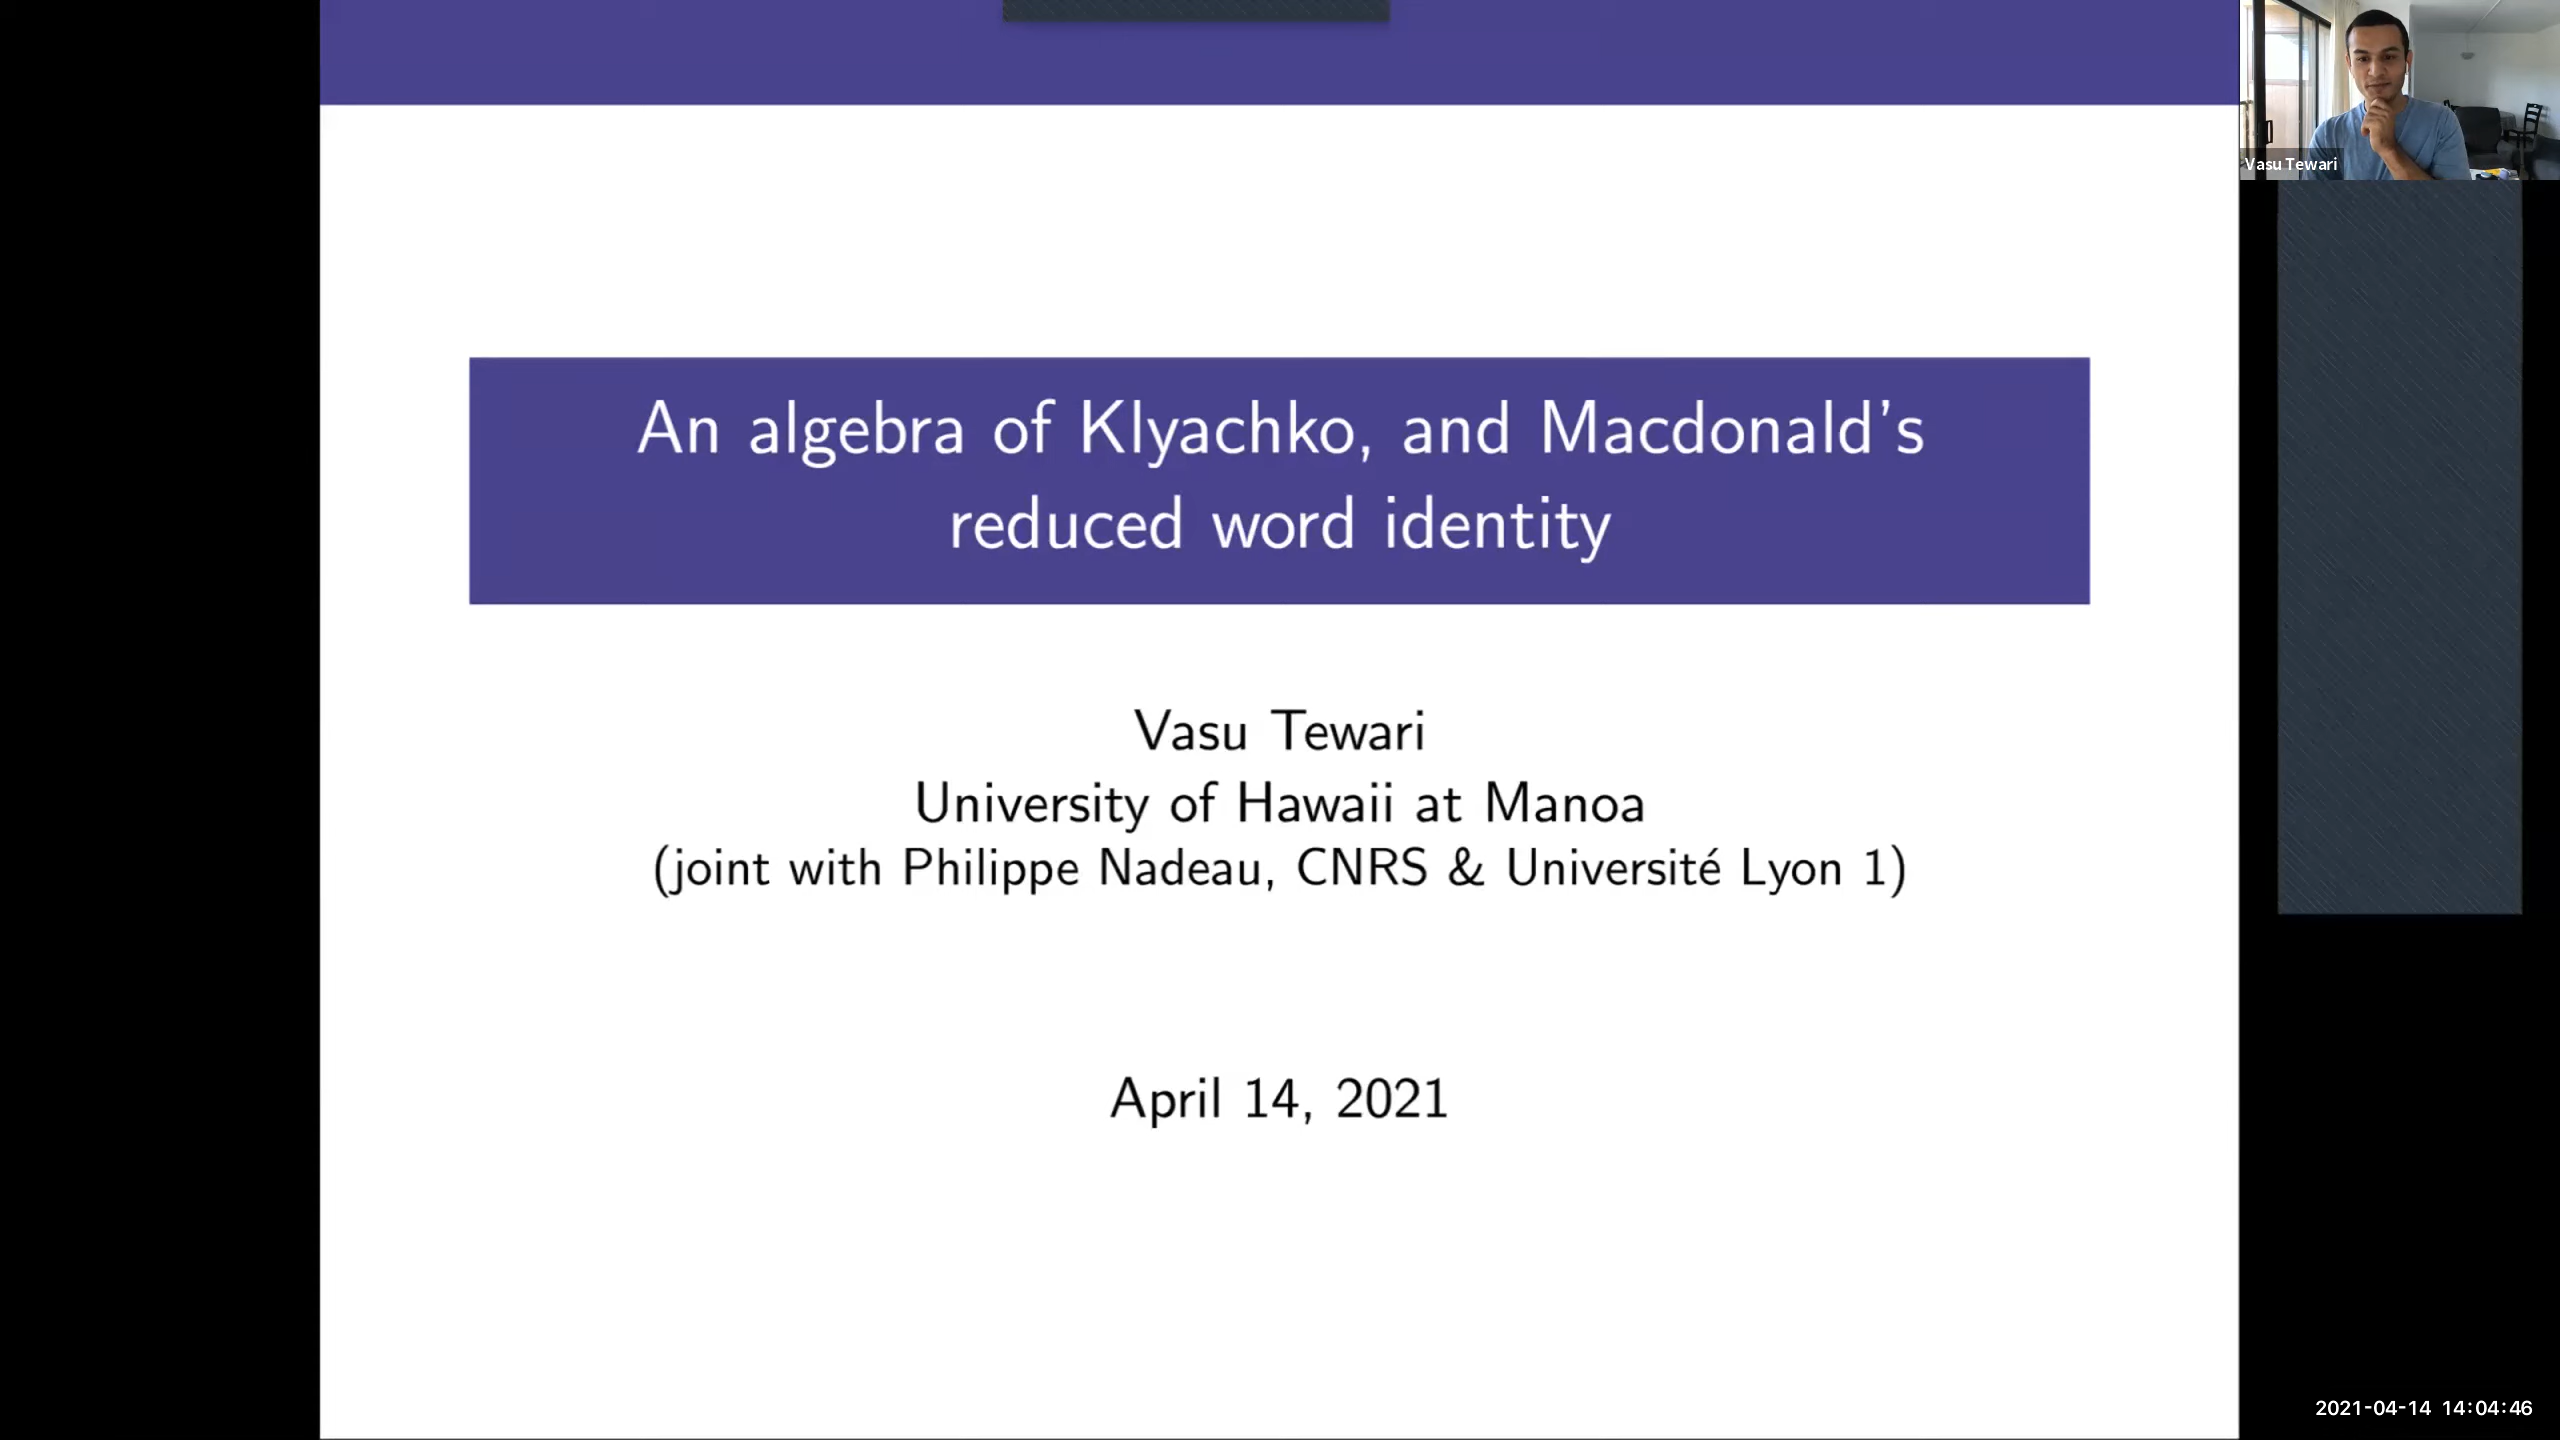 An algebra of Klyachko, and Macdonald's
reduced word identity
Vasu Tewari
University of Hawaii at Manoa
(joint with Philippe Nadeau, CNRS & Université Lyon 1)
April 14, 2021
Vasu Tewari
2021-04-14 14:04:46